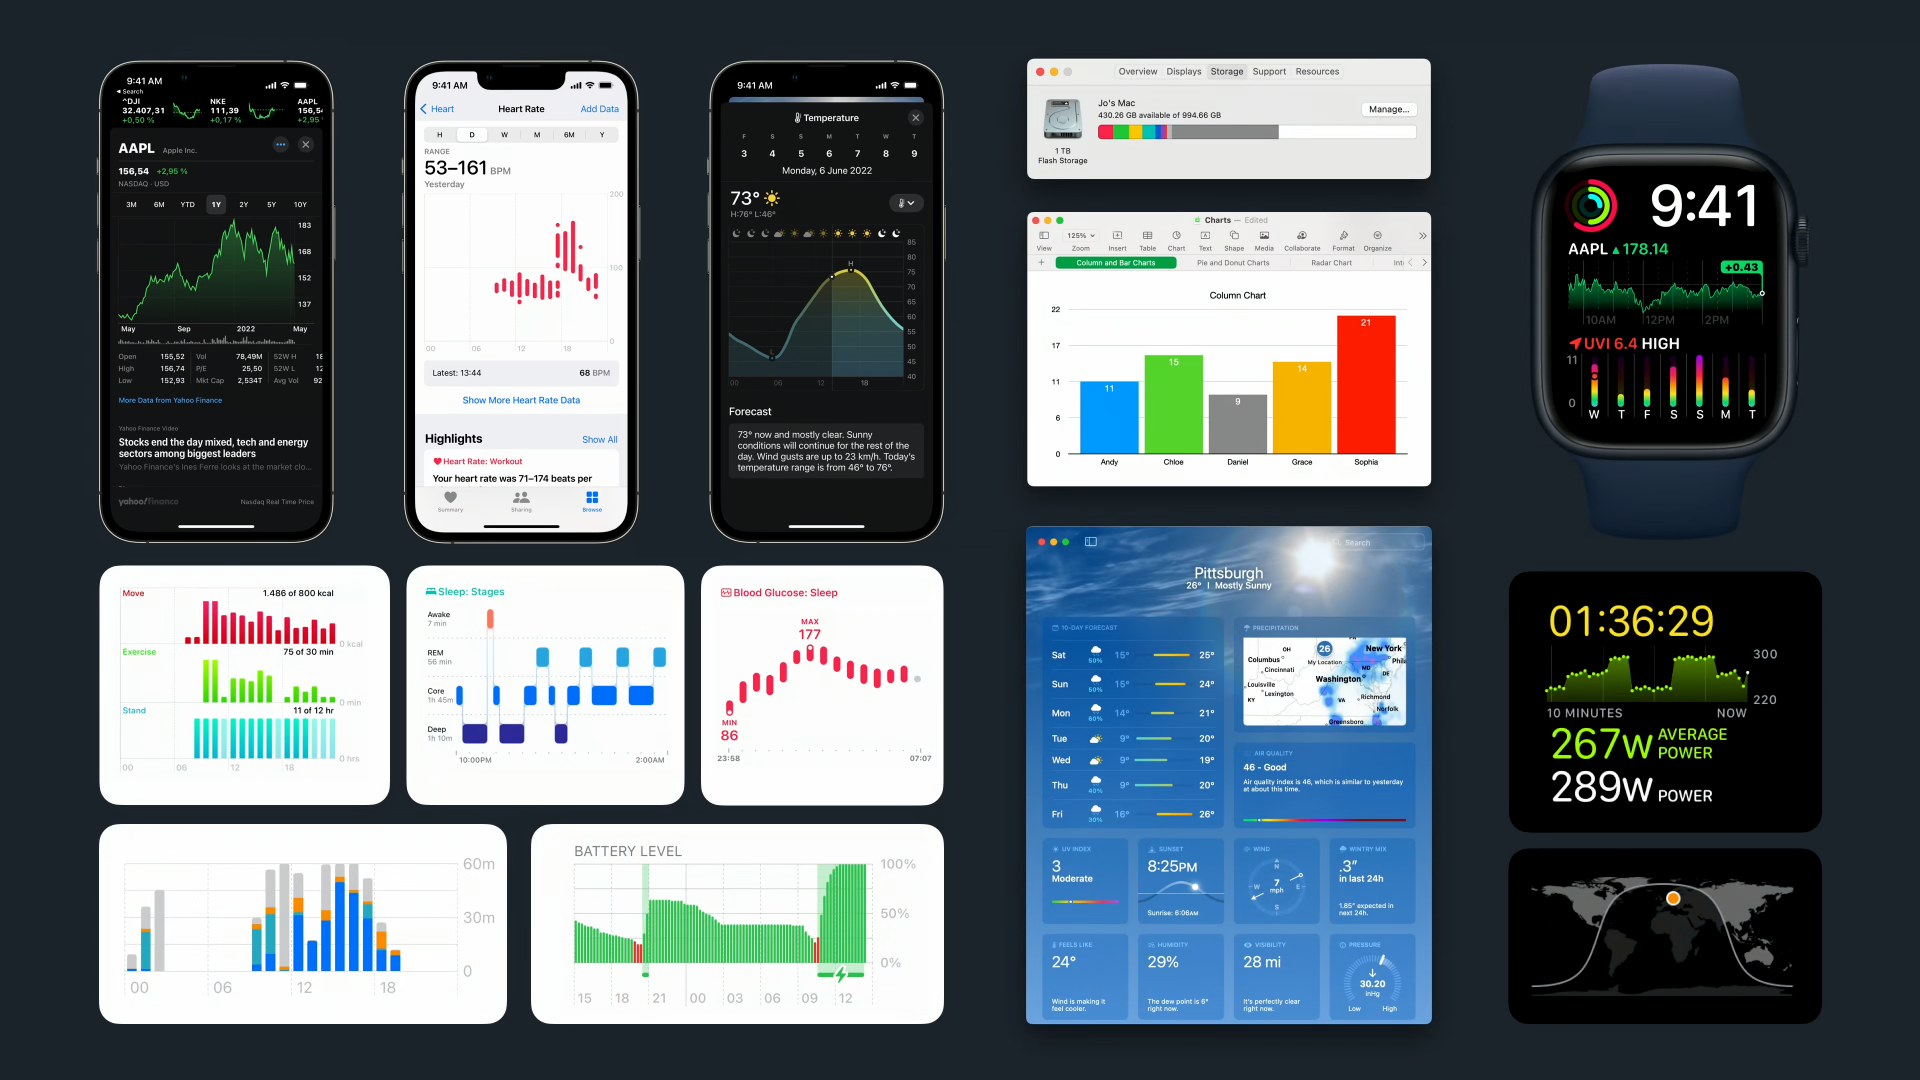 9:41 AM
Search
^DJI NKE AAPL
32.407,31 111,39
+0,50 % +0,17 % +2,95
AAPL Apple Inc.
156,54 +2,95 %
NASDAQ · USD
3M 6M YTD 1Y 2Y 5Y 10Y
183
168
152
137
May Sep 2022 May
Open 155,52 Vol 78,49M 52W H
High 156,74 P/E 25,50 52W L
Low 152,93 Mkt Cap 2,534T Avg Vol
More Data from Yahoo Finance
Yahoo Finance Video
Stocks end the day mixed, tech and energy
sectors among biggest leaders
Yahoo Finance's Ines Ferre looks at the market clo...
yahoo!finance Nasdaq Real Time Price
9:41 AM
Heart Heart Rate Add Data
H D W M 6M Y
RANGE
53–161 BPM
Yesterday
200
100
0
00 06 12 18
Latest: 13:44 68 BPM
Show More Heart Rate Data
Highlights Show All
Heart Rate: Workout
Your heart rate was 71–174 beats per
Summary Sharing Browse
9:41 AM
Temperature
F S S M T W T
3 4 5 6 7 8 9
Monday, 6 June 2022
73°
H:76° L:46°
85
80
75
70
65
60
55
50
45
40
H
L
00 06 12 18
Forecast
73° now and mostly clear. Sunny
conditions will continue for the rest of the
day. Wind gusts are up to 23 km/h. Today's
temperature range is from 46° to 76°.
Overview Displays Storage Support Resources
Jo's Mac
430.26 GB available of 994.66 GB
Manage...
1 TB
Flash Storage
Charts — Edited
125%
View Zoom Insert Table Chart Text Shape Media Collaborate Format Organize
Column and Bar Charts Pie and Donut Charts Radar Chart Int
Column Chart
22
17
11
6
0
11 15 9 14 21
Andy Chloe Daniel Grace Sophia
9:41
AAPL ▲178.14
+0.43
10AM 12PM 2PM
UVI 6.4 HIGH
11
0
W T F S S M T
Move 1.486 of 800 kcal
0 kcal
Exercise 75 of 30 min
0 min
Stand 11 of 12 hr
0 hrs
00 06 12 18
Sleep: Stages
Awake
7 min
REM
56 min
Core
1h 45m
Deep
1h 10m
10:00PM 2:00AM
Blood Glucose: Sleep
MAX
177
MIN
86
23:58 07:07
Search
Pittsburgh
26° | Mostly Sunny
10-DAY FORECAST
Sat 50% 15° 25°
Sun 50% 15° 24°
Mon 60% 14° 21°
Tue 9° 20°
Wed 9° 19°
Thu 40% 9° 20°
Fri 30% 16° 26°
PRECIPITATION
OH 26 New York
Columbus My Location Phila
Cincinnati MD
Washington DE
Louisville
Lexington Richmond
KY VA Norfolk
Greensboro
AIR QUALITY
46 - Good
Air quality index is 46, which is similar to yesterday
at about this time.
UV INDEX
3
Moderate
SUNSET
8:25PM
Sunrise: 6:06AM
WIND
N
W E
S
7
mph
WINTRY MIX
.3″
in last 24h
1.85″ expected in
next 24h.
FEELS LIKE
24°
Wind is making it
feel cooler.
HUMIDITY
29%
The dew point is 6°
right now.
VISIBILITY
28 mi
It's perfectly clear
right now.
PRESSURE
30.20
inHg
Low High
01:36:29
300
220
10 MINUTES NOW
267W AVERAGE
POWER
289W POWER
60m
30m
0
00 06 12 18
BATTERY LEVEL
100%
50%
0%
15 18 21 00 03 06 09 12